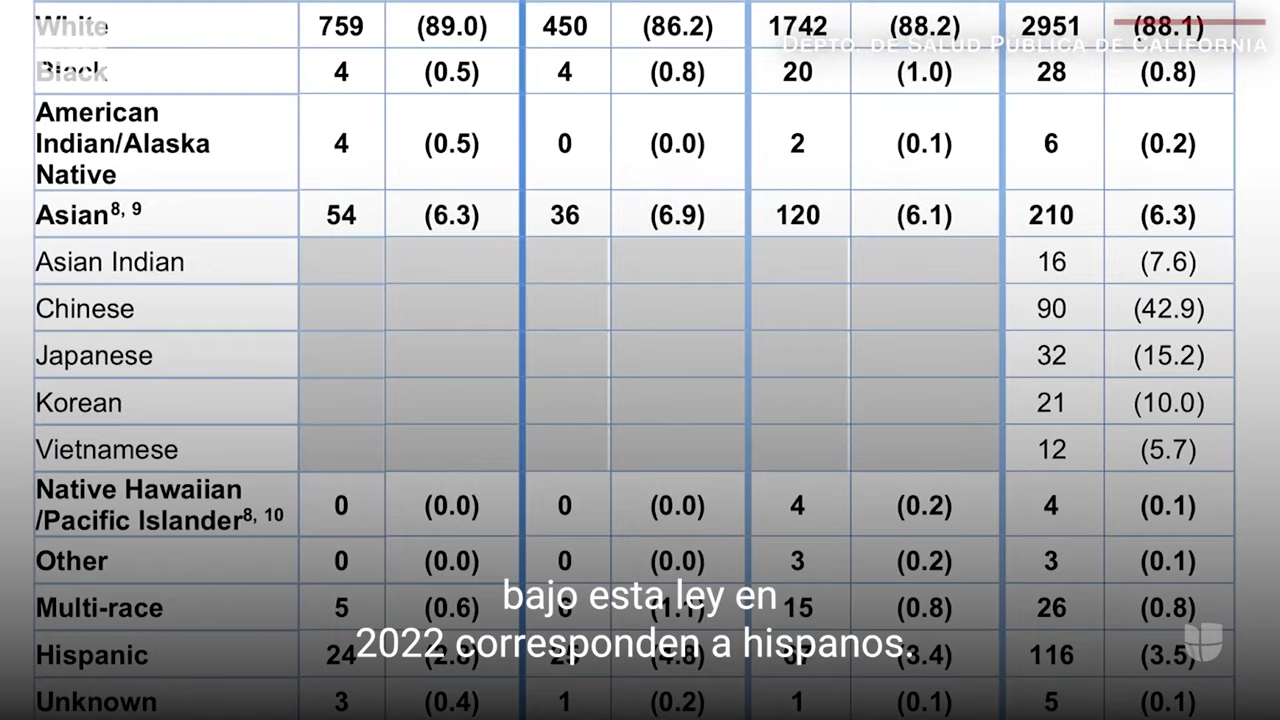 White 759 (89.0) 450 (86.2) 1742 (88.2) 2951 (88.1)
DEPTO. DE SALUD PÚBLICA DE CALIFORNIA
Black 4 (0.5) 4 (0.8) 20 (1.0) 28 (0.8)
American
Indian/Alaska 4 (0.5) 0 (0.0) 2 (0.1) 6 (0.2)
Native
Asian8, 9 54 (6.3) 36 (6.9) 120 (6.1) 210 (6.3)
Asian Indian 16 (7.6)
Chinese 90 (42.9)
Japanese 32 (15.2)
Korean 21 (10.0)
Vietnamese 12 (5.7)
Native Hawaiian
/Pacific Islander8, 10 0 (0.0) 0 (0.0) 4 (0.2) 4 (0.1)
Other 0 (0.0) 0 (0.0) 3 (0.2) 3 (0.1)
bajo esta ley en
Multi-race 5 (0.6) (1.1) 15 (0.8) 26 (0.8)
2022 corresponden a hispanos.
Hispanic 24 (4.8) (3.4) 116 (3.5)
Unknown 3 (0.4) 1 (0.2) 1 (0.1) 5 (0.1)